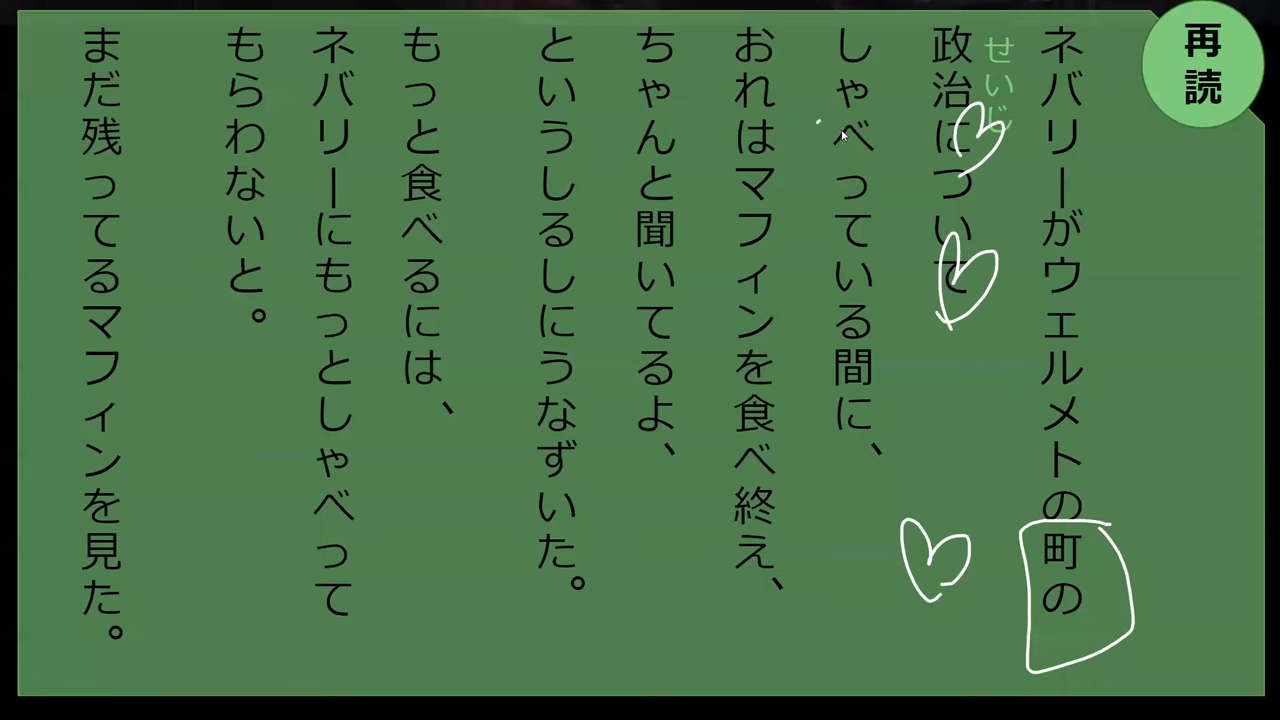 再読
ネバリーがウェルメトの町の
せいじ
政治について
しゃべっている間に、
おれはマフィンを食べ終え、
ちゃんと聞いてるよ、
というしるしにうなずいた。
もっと食べるには、
ネバリーにもっとしゃべって
もらわないと。
まだ残ってるマフィンを見た。